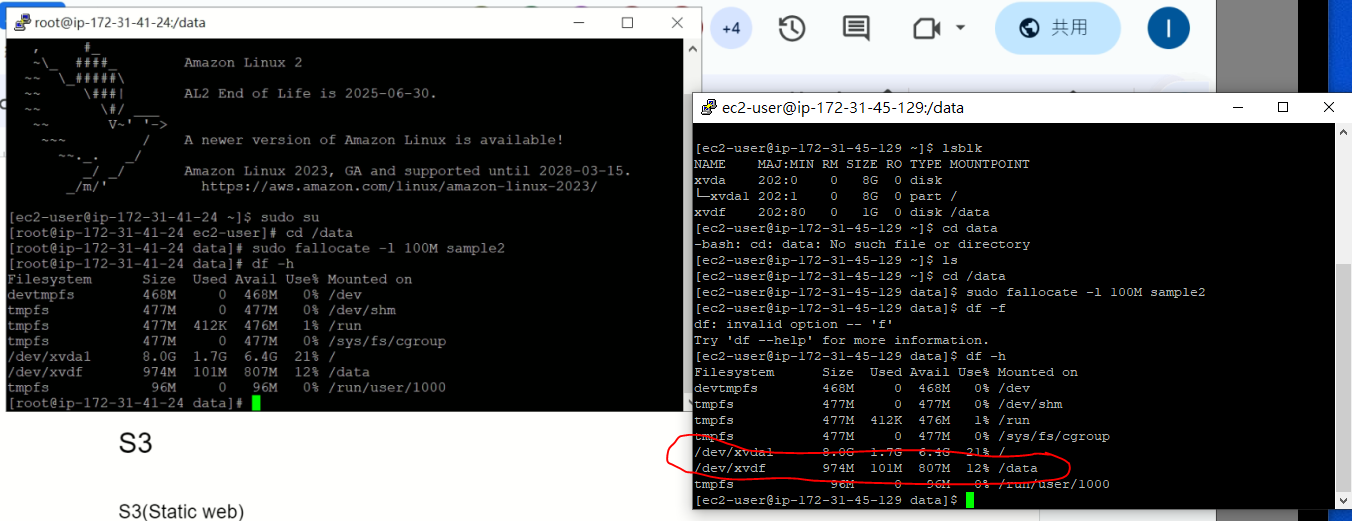 root@ip-172-31-41-24:/data
,     #_
~\_  ####_        Amazon Linux 2
~~  \_#####\
~~     \###|        AL2 End of Life is 2025-06-30.
~~       \#/ ___
~~       V~' '->
~~~         /    A newer version of Amazon Linux is available!
~~._.   _/
_/ _/       Amazon Linux 2023, GA and supported until 2028-03-15.
_/m/'           https://aws.amazon.com/linux/amazon-linux-2023/
[ec2-user@ip-172-31-41-24 ~]$ sudo su
[root@ip-172-31-41-24 ec2-user]# cd /data
[root@ip-172-31-41-24 data]# sudo fallocate -l 100M sample2
[root@ip-172-31-41-24 data]# df -h
Filesystem      Size  Used Avail Use% Mounted on
devtmpfs        468M     0  468M   0% /dev
tmpfs           477M     0  477M   0% /dev/shm
tmpfs           477M  412K  476M   1% /run
tmpfs           477M     0  477M   0% /sys/fs/cgroup
/dev/xvda1      8.0G  1.7G  6.4G  21% /
/dev/xvdf       974M  101M  807M  12% /data
tmpfs            96M     0   96M   0% /run/user/1000
[root@ip-172-31-41-24 data]#
+4
共用
I
ec2-user@ip-172-31-45-129:/data
[ec2-user@ip-172-31-45-129 ~]$ lsblk
NAME    MAJ:MIN RM SIZE RO TYPE MOUNTPOINT
xvda    202:0    0   8G  0 disk
└─xvda1 202:1    0   8G  0 part /
xvdf    202:80   0   1G  0 disk /data
[ec2-user@ip-172-31-45-129 ~]$ cd data
-bash: cd: data: No such file or directory
[ec2-user@ip-172-31-45-129 ~]$ ls
[ec2-user@ip-172-31-45-129 ~]$ cd /data
[ec2-user@ip-172-31-45-129 data]$ sudo fallocate -l 100M sample2
[ec2-user@ip-172-31-45-129 data]$ df -f
df: invalid option -- 'f'
Try 'df --help' for more information.
[ec2-user@ip-172-31-45-129 data]$ df -h
Filesystem      Size  Used Avail Use% Mounted on
devtmpfs        468M     0  468M   0% /dev
tmpfs           477M     0  477M   0% /dev/shm
tmpfs           477M  412K  476M   1% /run
tmpfs           477M     0  477M   0% /sys/fs/cgroup
/dev/xvda1      8.0G  1.7G  6.4G  21% /
/dev/xvdf       974M  101M  807M  12% /data
tmpfs            96M     0   96M   0% /run/user/1000
[ec2-user@ip-172-31-45-129 data]$
S3
S3(Static web)